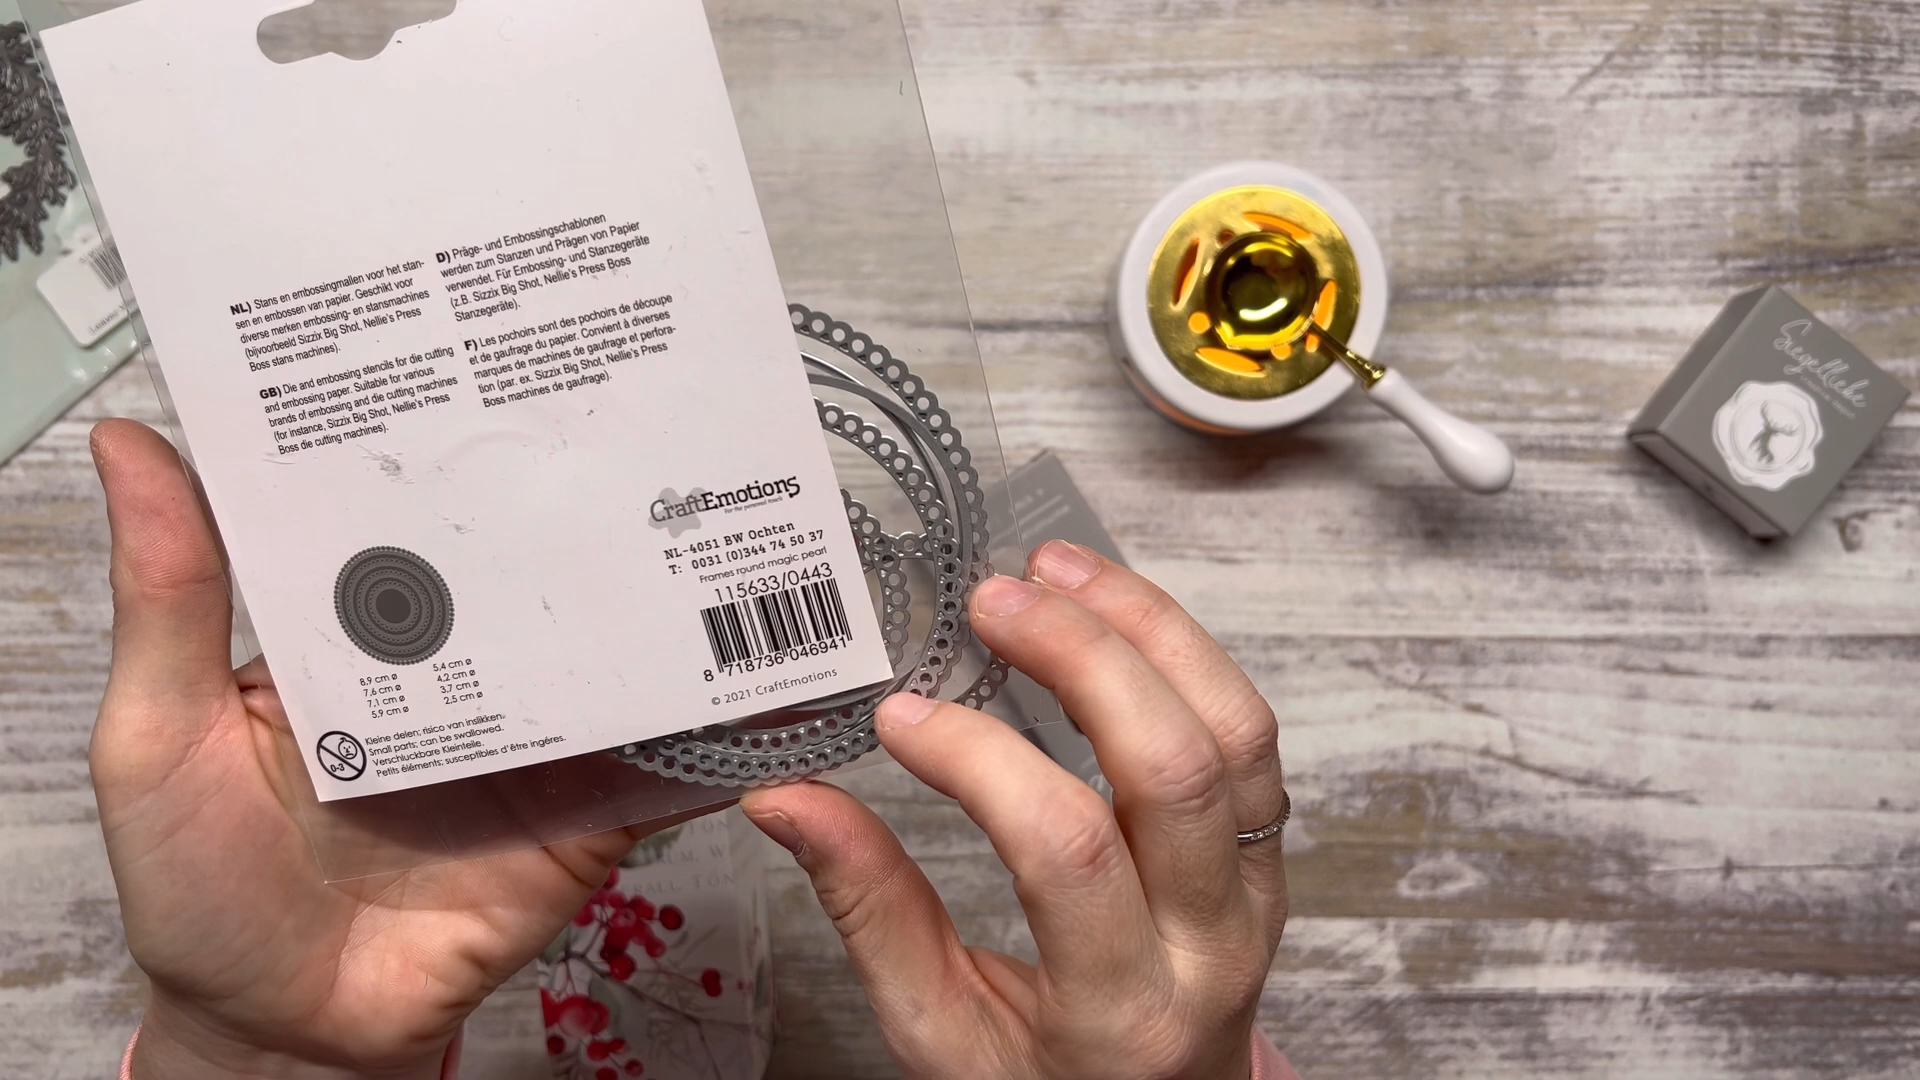 NL) Stans en embossingmallen voor het stan-
sen en embossen van papier. Geschikt voor
diverse merken embossing- en stansmachines
(bijvoorbeeld Sizzix Big Shot, Nellie's Press
Boss stans machines).
GB) Die and embossing stencils for die cutting
and embossing paper. Suitable for various
brands of embossing and die cutting machines
(for instance, Sizzix Big Shot, Nellie's Press
Boss die cutting machines).
D) Präge- und Embossingschablonen
werden zum Stanzen und Prägen von Papier
verwendet. Für Embossing- und Stanzegeräte
(z.B. Sizzix Big Shot, Nellie's Press Boss
Stanzegeräte).
F) Les pochoirs sont des pochoirs de découpe
et de gaufrage du papier. Convient à diverses
marques de machines de gaufrage et perfora-
tion (par. ex. Sizzix Big Shot, Nellie's Press
Boss machines de gaufrage).
CraftEmotions
For the personal touch
NL-4051 BW Ochten
T: 0031 (0)344 74 50 37
Frames round magic pearl
115633/0443
8 718736 046941
© 2021 CraftEmotions
8,9 cm ø
7,6 cm ø
7,1 cm ø
5,9 cm ø
5,4 cm ø
4,2 cm ø
3,7 cm ø
2,5 cm ø
0-3
Kleine delen; risico van inslikken.
Small parts; can be swallowed.
Verschluckbare Kleinteile.
Petits éléments; susceptibles d'être ingéres.
Siegelliebe